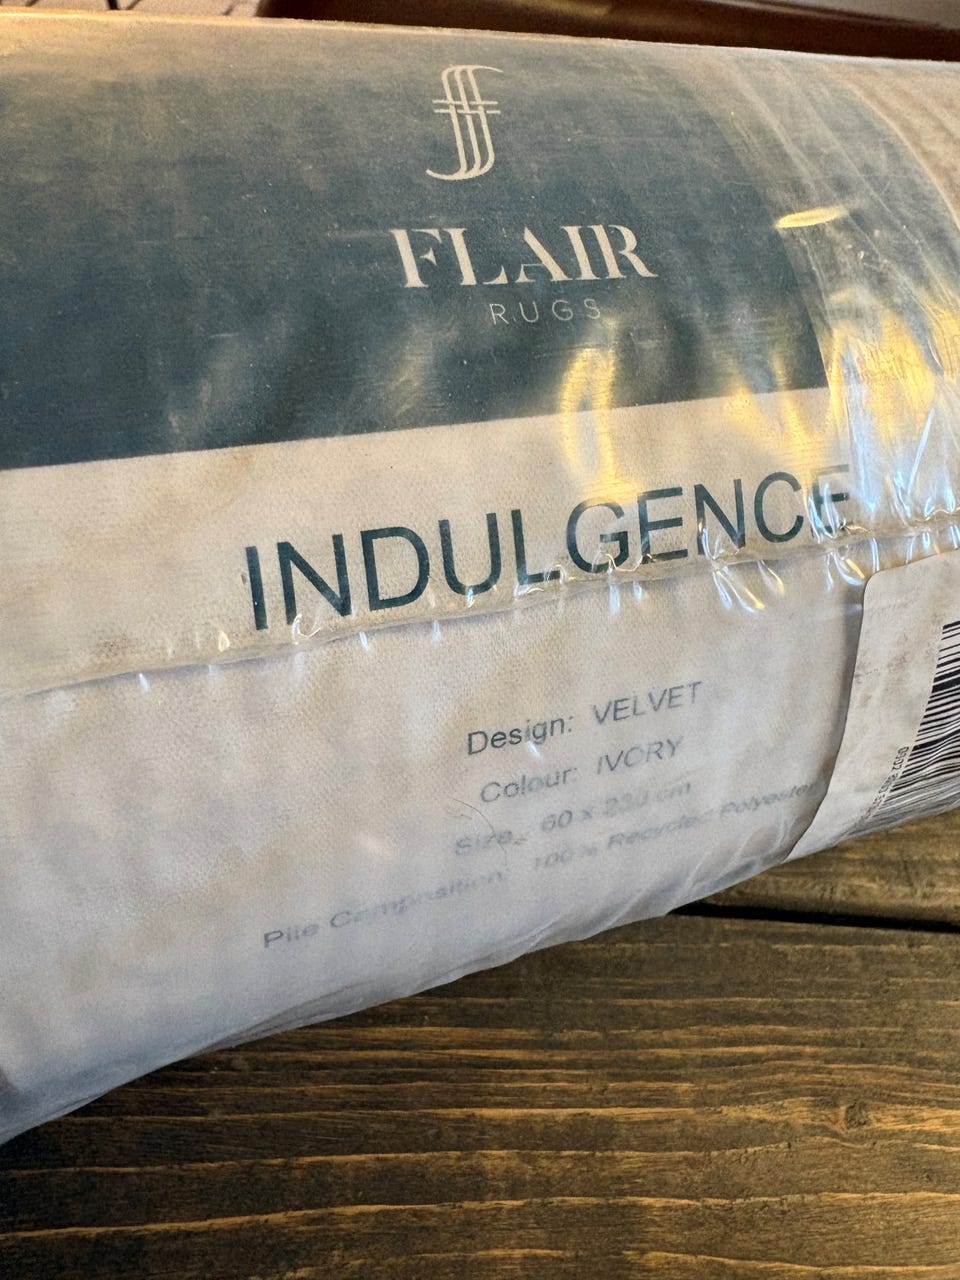 FLAIR
RUGS
INDULGENCE
Design: VELVET
Colour: IVORY
Size: 60 x 230 cm
Pile Composition: 100% Recycled Polyester